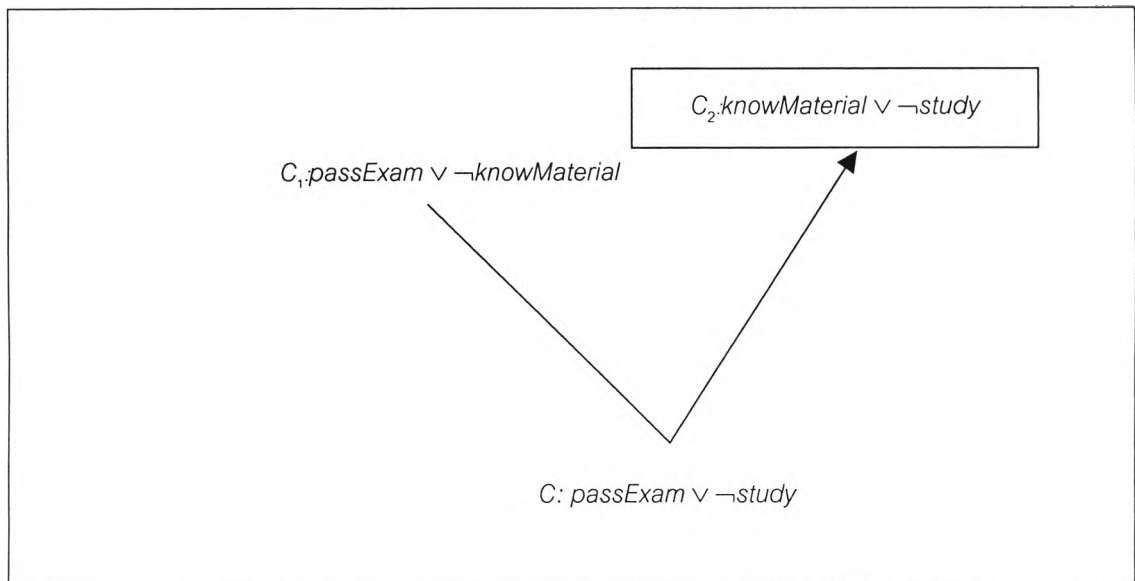 C₂:knowMaterial ∨ ¬study
C₁:passExam ∨ ¬knowMaterial
C: passExam ∨ ¬study